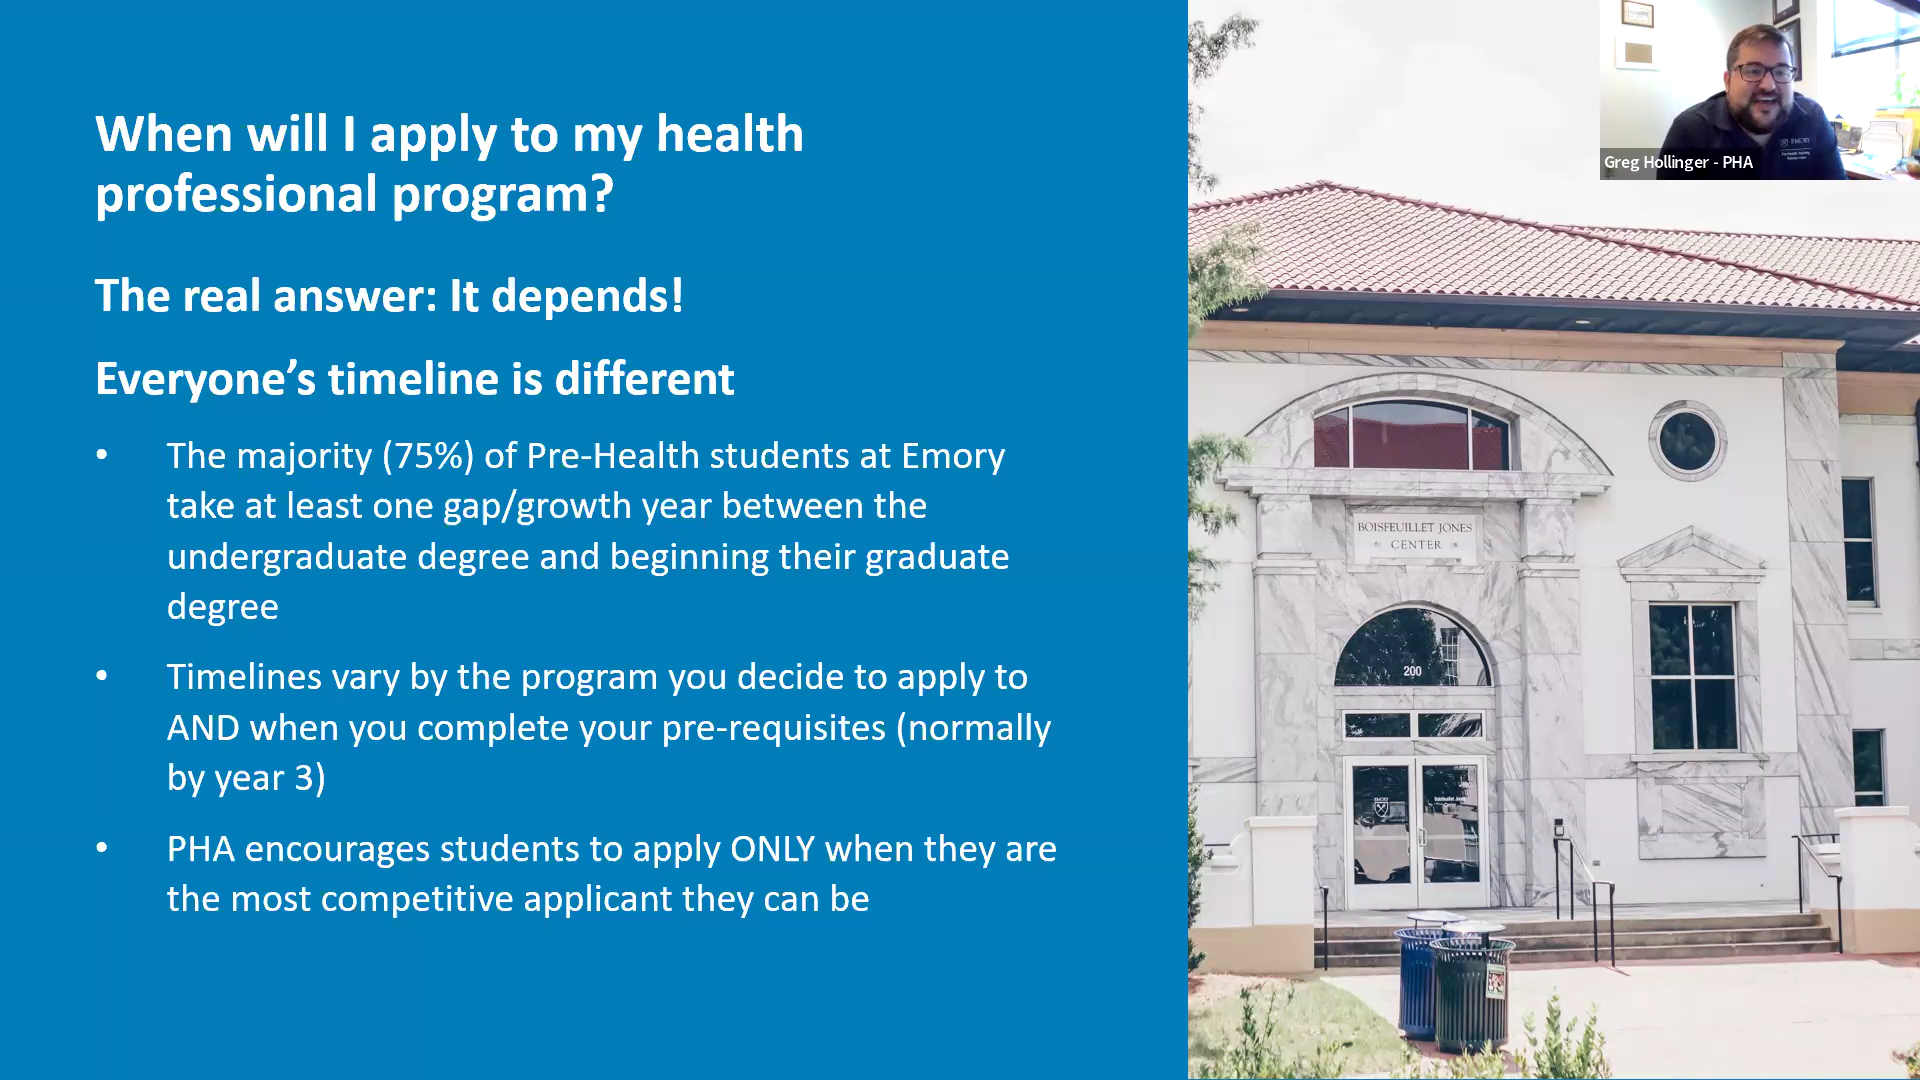 When will I apply to my health
professional program?
The real answer: It depends!
Everyone’s timeline is different
• The majority (75%) of Pre-Health students at Emory
take at least one gap/growth year between the
undergraduate degree and beginning their graduate
degree
• Timelines vary by the program you decide to apply to
AND when you complete your pre-requisites (normally
by year 3)
• PHA encourages students to apply ONLY when they are
the most competitive applicant they can be
EMORY
Greg Hollinger - PHA
BOISFEUILLET JONES
CENTER
200
EMORY